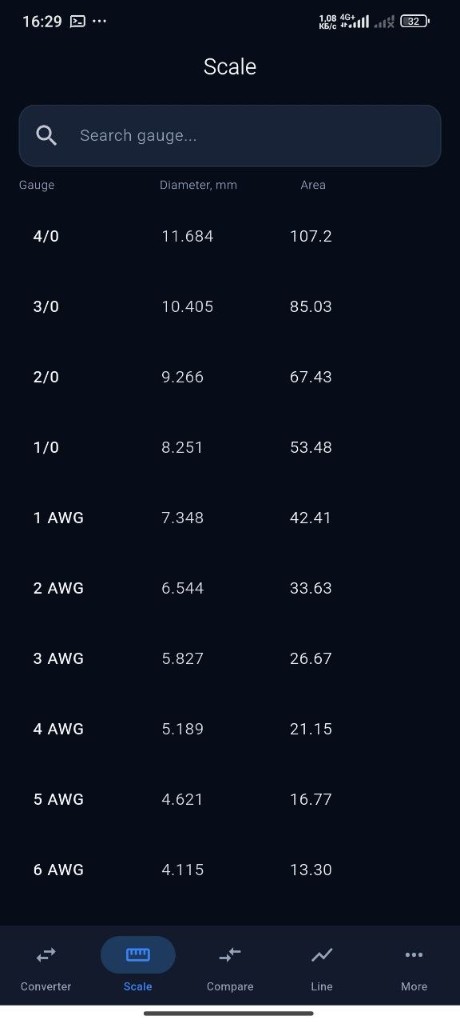 16:29 ...
1,08 КБ/с 4G+ 32
Scale
Search gauge...
Gauge Diameter, mm Area
4/0 11.684 107.2
3/0 10.405 85.03
2/0 9.266 67.43
1/0 8.251 53.48
1 AWG 7.348 42.41
2 AWG 6.544 33.63
3 AWG 5.827 26.67
4 AWG 5.189 21.15
5 AWG 4.621 16.77
6 AWG 4.115 13.30
Converter Scale Compare Line More